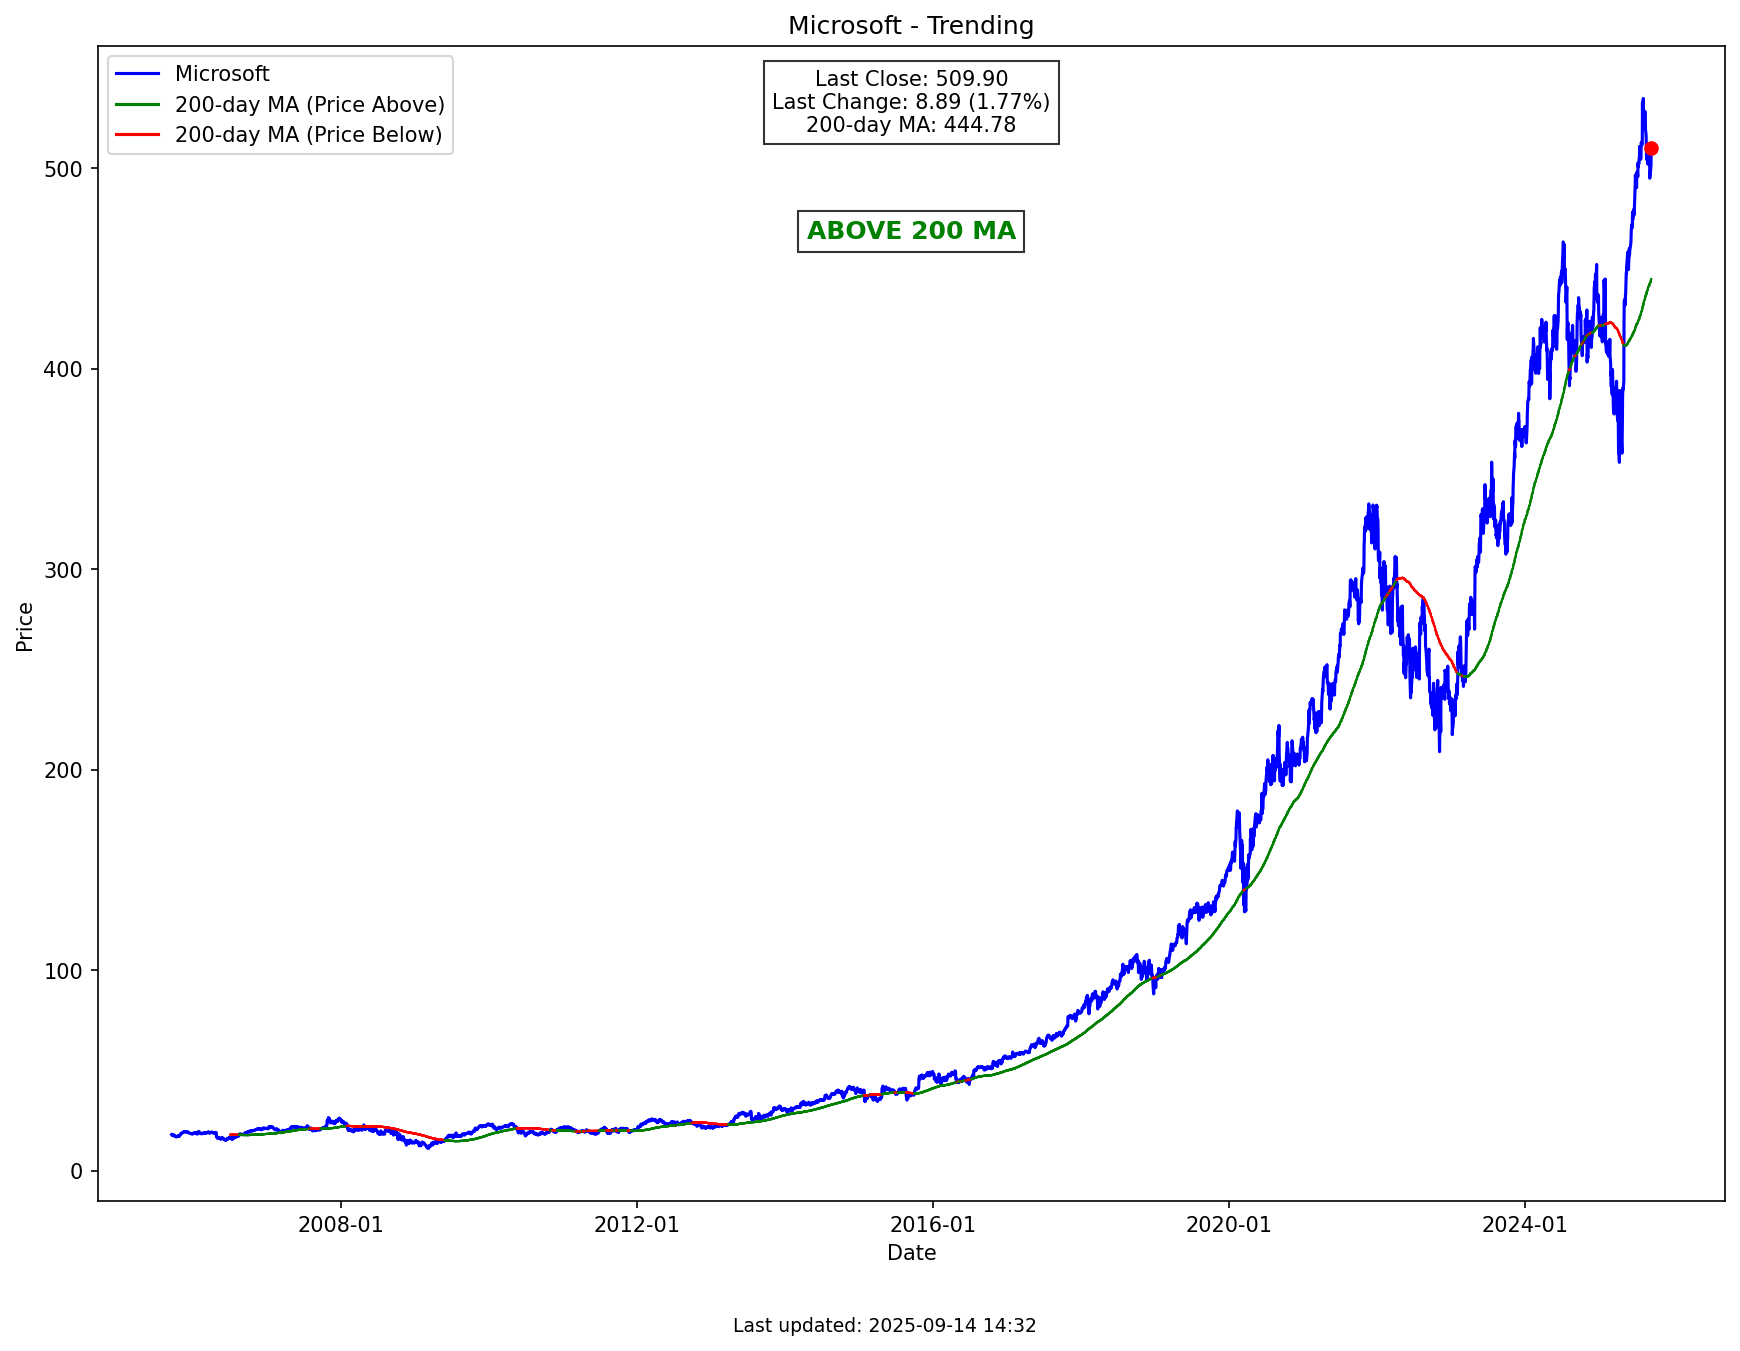 Microsoft - Trending
Microsoft
200-day MA (Price Above)
200-day MA (Price Below)
Last Close: 509.90
Last Change: 8.89 (1.77%)
200-day MA: 444.78
ABOVE 200 MA
Price
500
400
300
200
100
0
2008-01
2012-01
2016-01
2020-01
2024-01
Date
Last updated: 2025-09-14 14:32